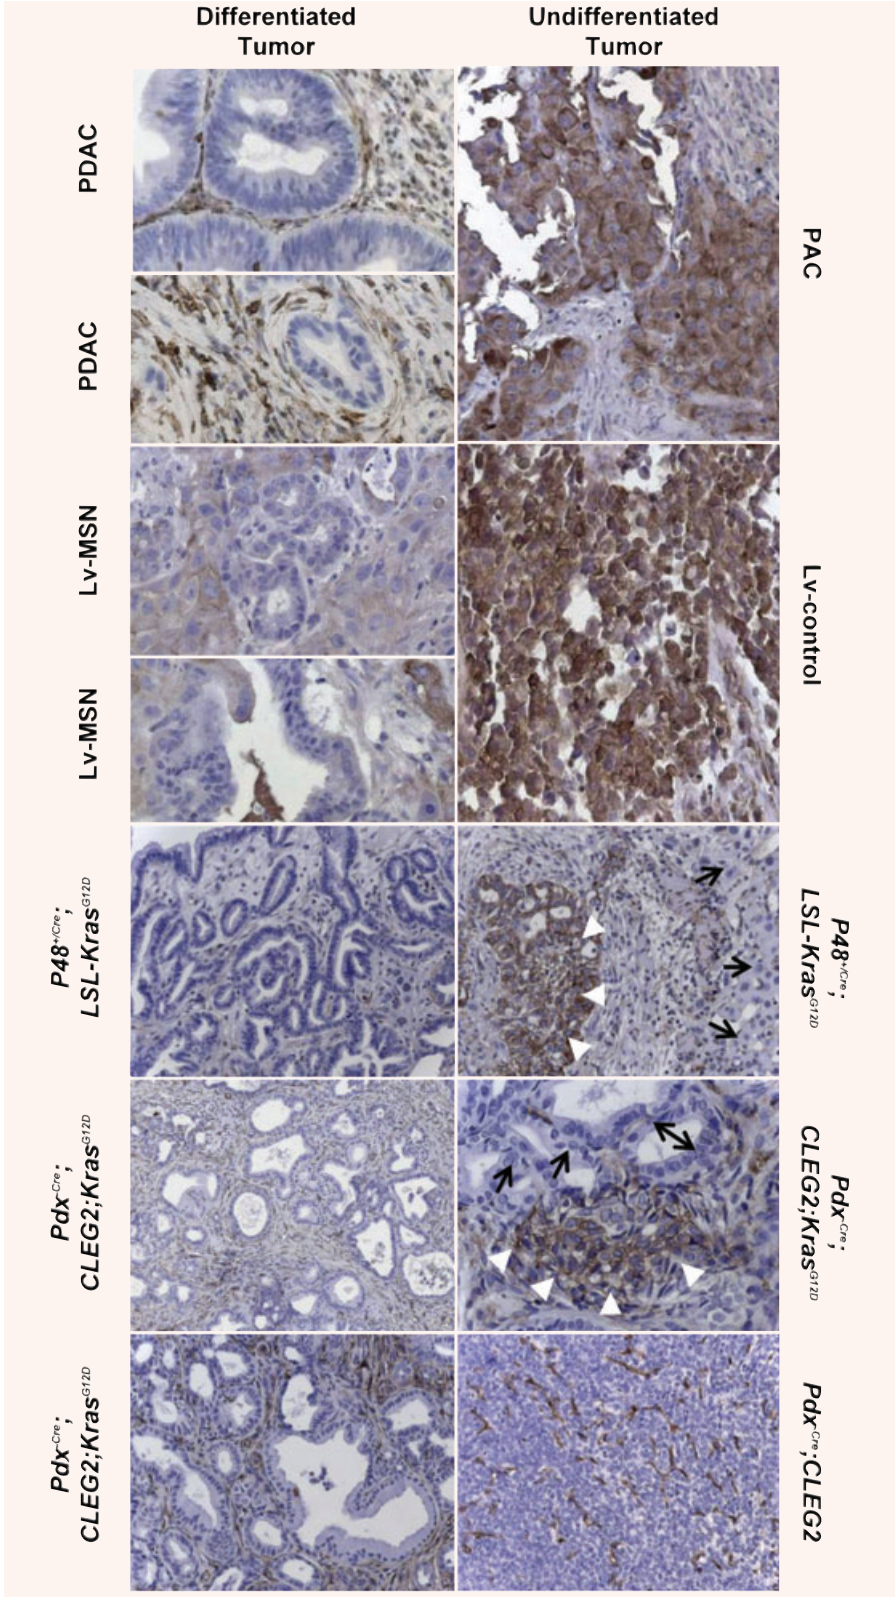 Differentiated
Tumor
Undifferentiated
Tumor
PDAC
PDAC
Lv-MSN
Lv-MSN
P48+/Cre;
LSL-KrasG12D
Pdx-Cre;
CLEG2;KrasG12D
Pdx-Cre;
CLEG2;KrasG12D
PAC
Lv-control
P48+/Cre;
LSL-KrasG12D
Pdx-Cre;
CLEG2;KrasG12D
Pdx-Cre;CLEG2